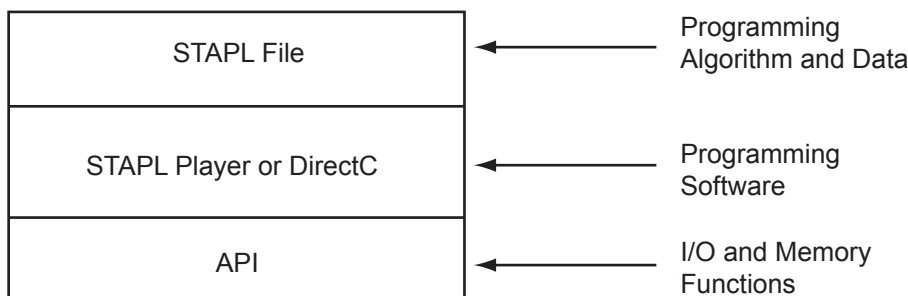 STAPL File
Programming
Algorithm and Data
STAPL Player or DirectC
Programming
Software
API
I/O and Memory
Functions